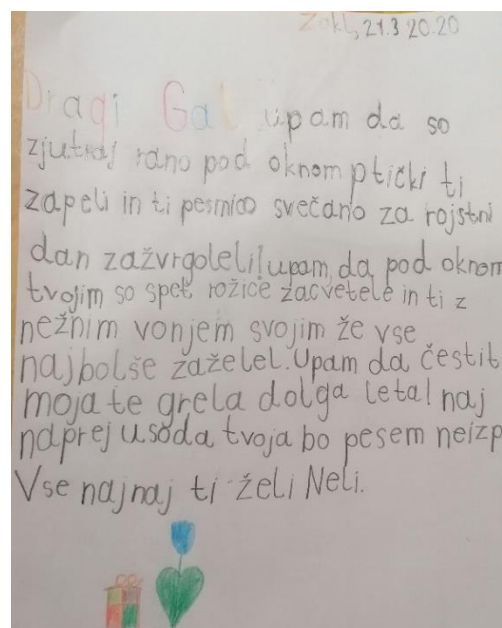 Zakl, 21.3 20.20
Dragi Gal upam da so
zjutraj rano pod oknom ptički ti
zapeli in ti pesmico svečano za rojstni
dan zažvrgoleli! upam, da pod oknom
tvojim so spet rožice zacvetele in ti z
nežnim vonjem svojim že vse
najbolše zaželel. Upam da čestit
moja te grela dolga leta! naj
naprej usoda tvoja bo pesem neizp
Vse najnaj ti želi Neli.